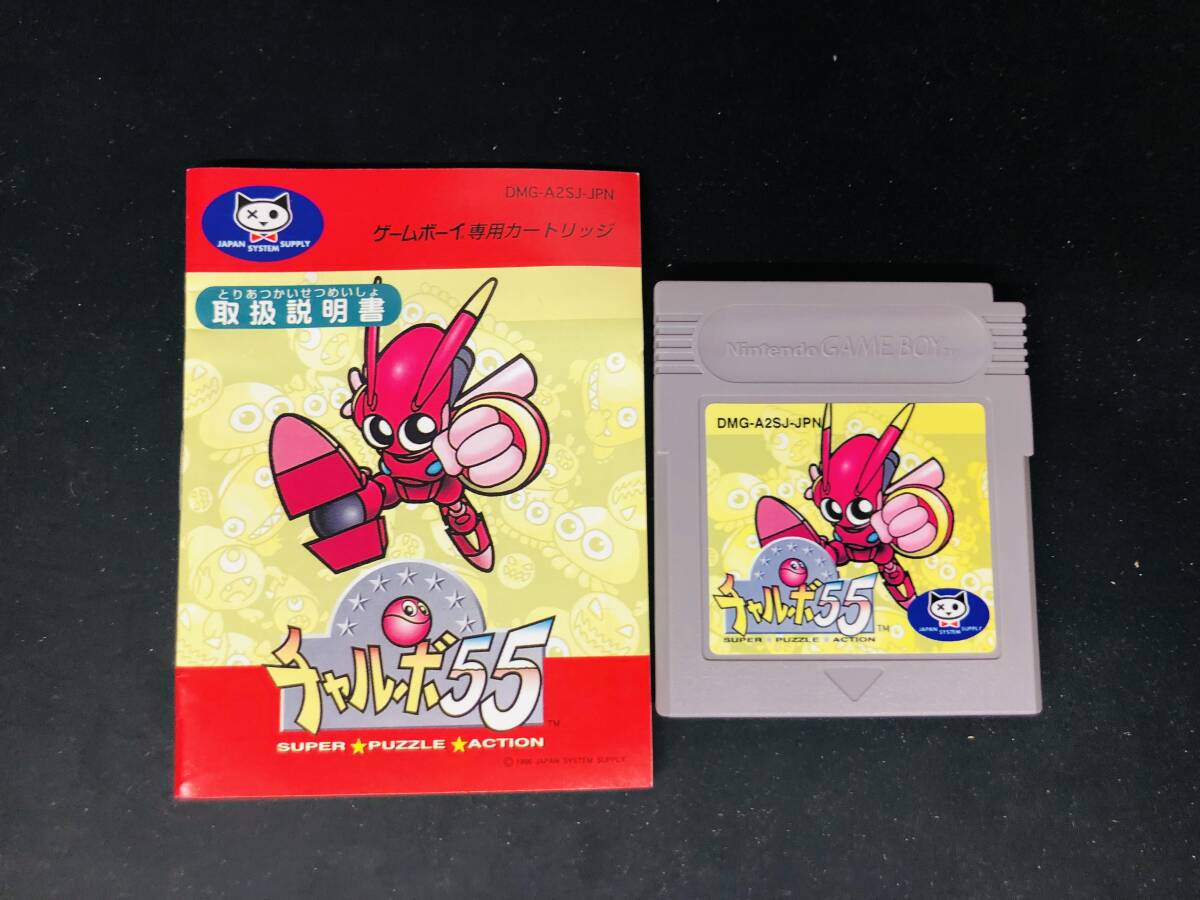 DMG-A2SJ-JPN
JAPAN SYSTEM SUPPLY
ゲームボーイ専用カートリッジ
とりあつかいせつめいしょ
取扱説明書
チャルボ55
TM
SUPER★PUZZLE★ACTION
© 1996 JAPAN SYSTEM SUPPLY
Nintendo GAME BOY TM
DMG-A2SJ-JPN
チャルボ55
TM
SUPER★PUZZLE★ACTION
JAPAN SYSTEM SUPPLY